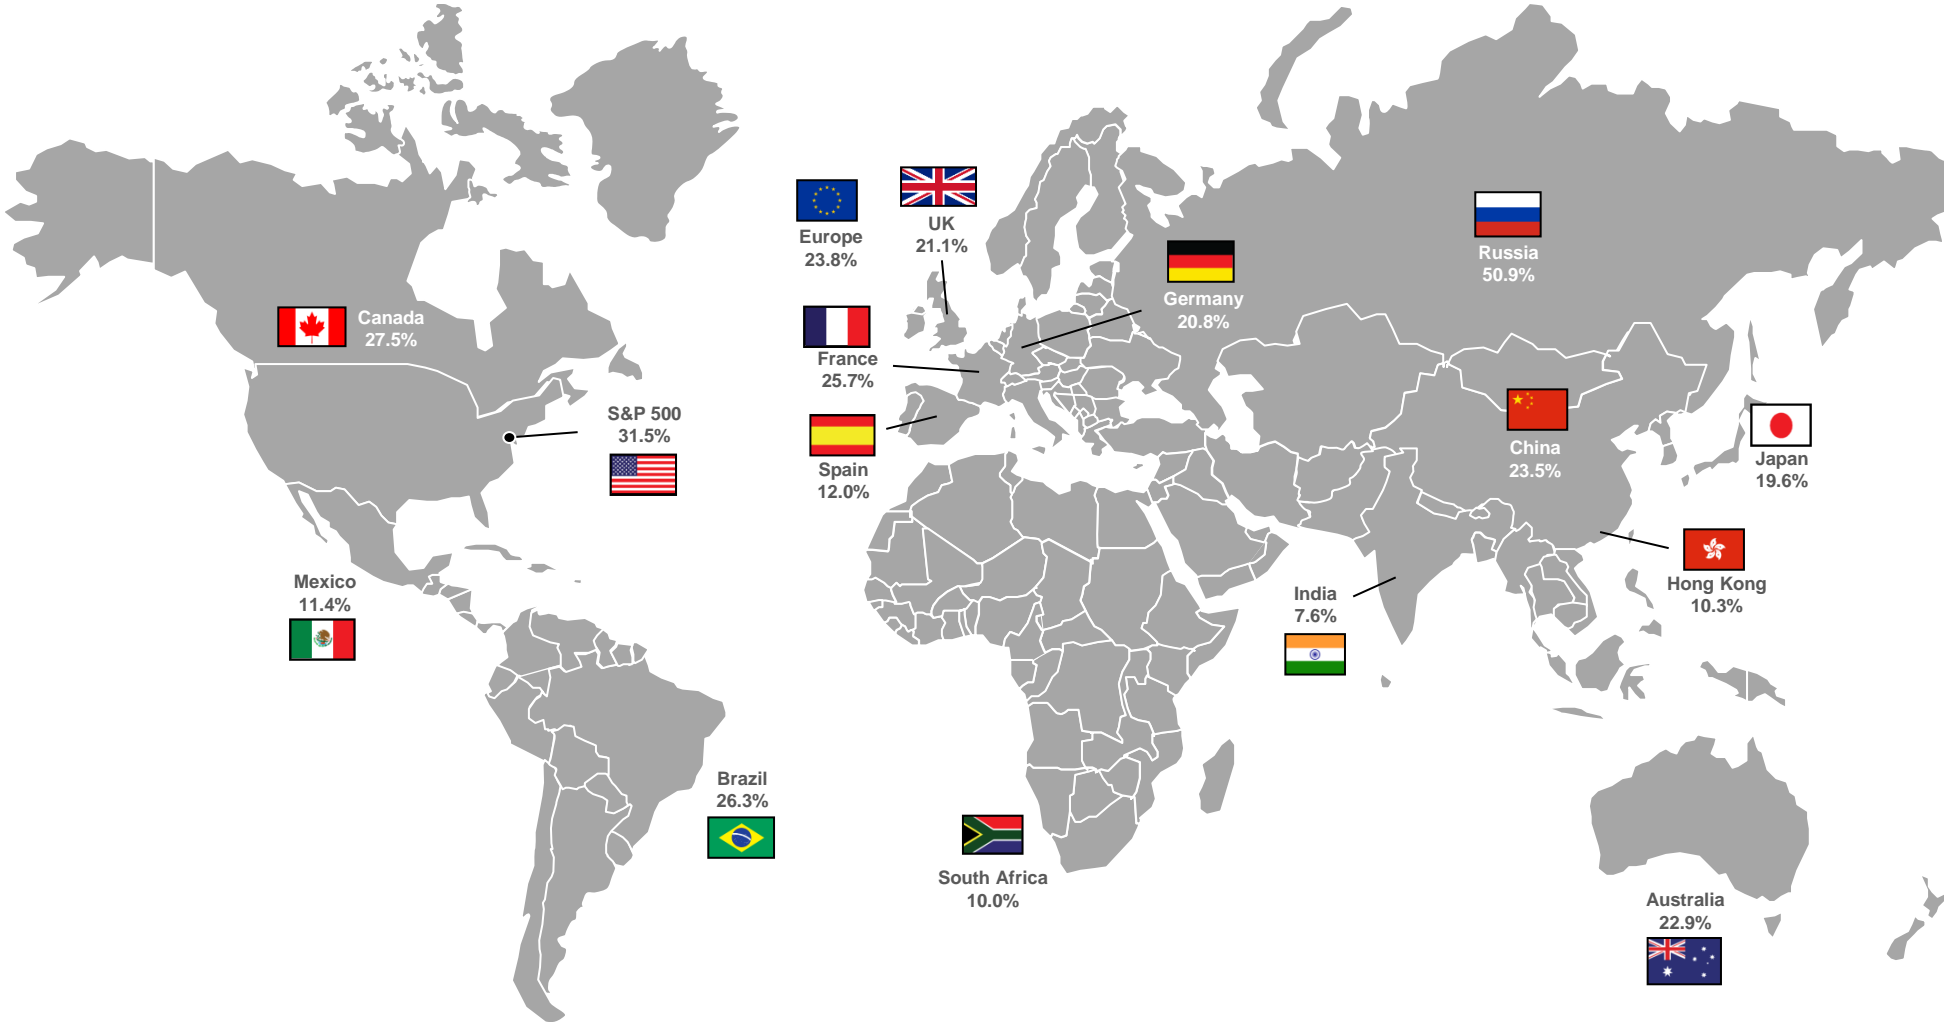 UK
21.1%
Europe
23.8%
Russia
50.9%
Germany
20.8%
Canada
27.5%
France
25.7%
S&P 500
31.5%
China
23.5%
Japan
19.6%
Spain
12.0%
Mexico
11.4%
India
7.6%
Hong Kong
10.3%
Brazil
26.3%
South Africa
10.0%
Australia
22.9%